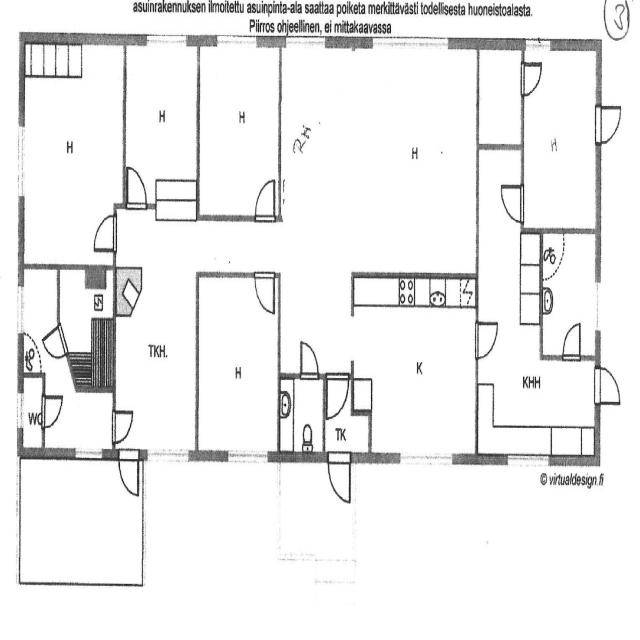 asuinrakennuksen ilmoitettu asuinpinta-ala saattaa poiketa merkittävästi todellisesta huoneistoalasta.
Piirros ohjeellinen, ei mittakaavassa
3
H
H
H
RH.
H
H
TKH.
H
K
KHH
WC
TK
© virtualdesign.fi